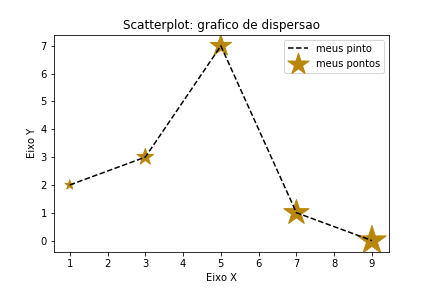 Scatterplot: grafico de dispersao
7
6
5
4
3
2
1
0
Eixo Y
meus pinto
meus pontos
1 2 3 4 5 6 7 8 9
Eixo X